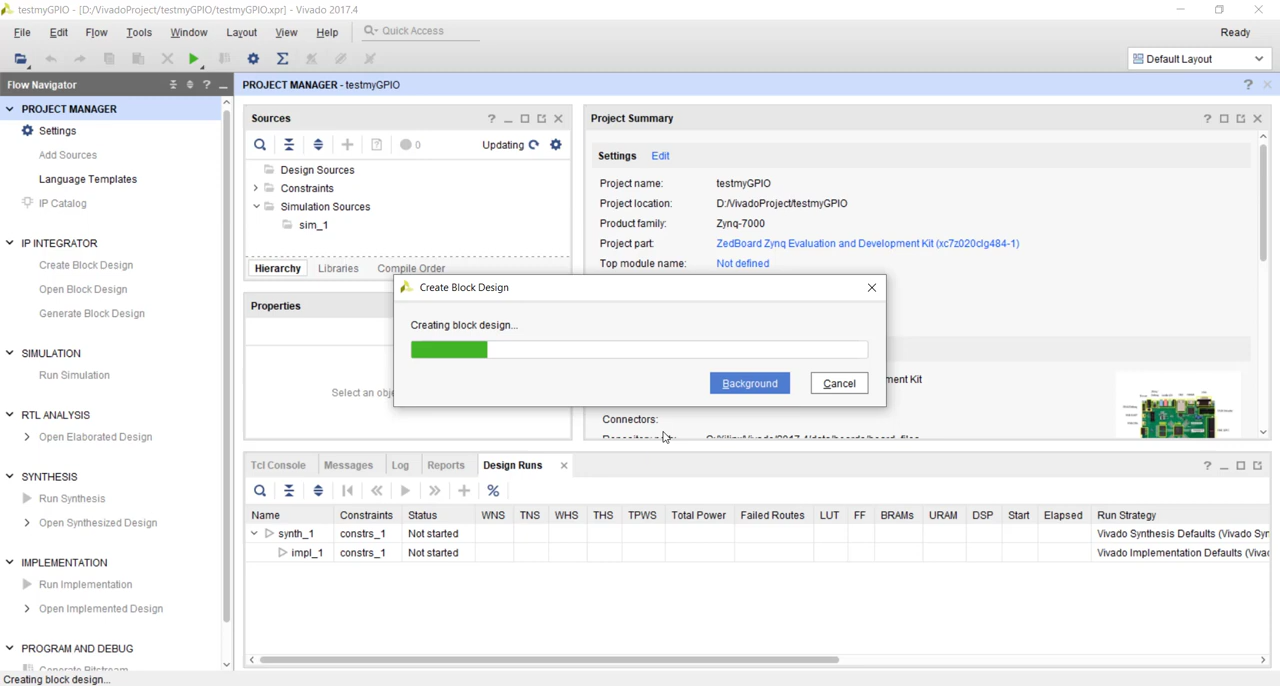 testmyGPIO - [D:/VivadoProject/testmyGPIO/testmyGPIO.xpr] - Vivado 2017.4
File Edit Flow Tools Window Layout View Help Quick Access Ready
Default Layout
Flow Navigator
PROJECT MANAGER
Settings
Add Sources
Language Templates
IP Catalog
IP INTEGRATOR
Create Block Design
Open Block Design
Generate Block Design
SIMULATION
Run Simulation
RTL ANALYSIS
Open Elaborated Design
SYNTHESIS
Run Synthesis
Open Synthesized Design
IMPLEMENTATION
Run Implementation
Open Implemented Design
PROGRAM AND DEBUG
Generate Bitstream
PROJECT MANAGER - testmyGPIO
Sources
0 Updating
Design Sources
Constraints
Simulation Sources
sim_1
Hierarchy Libraries Compile Order
Properties
Select an obje
Project Summary
Settings Edit
Project name: testmyGPIO
Project location: D:/VivadoProject/testmyGPIO
Product family: Zynq-7000
Project part: ZedBoard Zynq Evaluation and Development Kit (xc7z020clg484-1)
Top module name: Not defined
ment Kit
Connectors:
Create Block Design
Creating block design...
Background Cancel
Tcl Console Messages Log Reports Design Runs
Name Constraints Status WNS TNS WHS THS TPWS Total Power Failed Routes LUT FF BRAMs URAM DSP Start Elapsed Run Strategy
synth_1 constrs_1 Not started Vivado Synthesis Defaults (Vivado Syn
impl_1 constrs_1 Not started Vivado Implementation Defaults (Vivad
Creating block design...